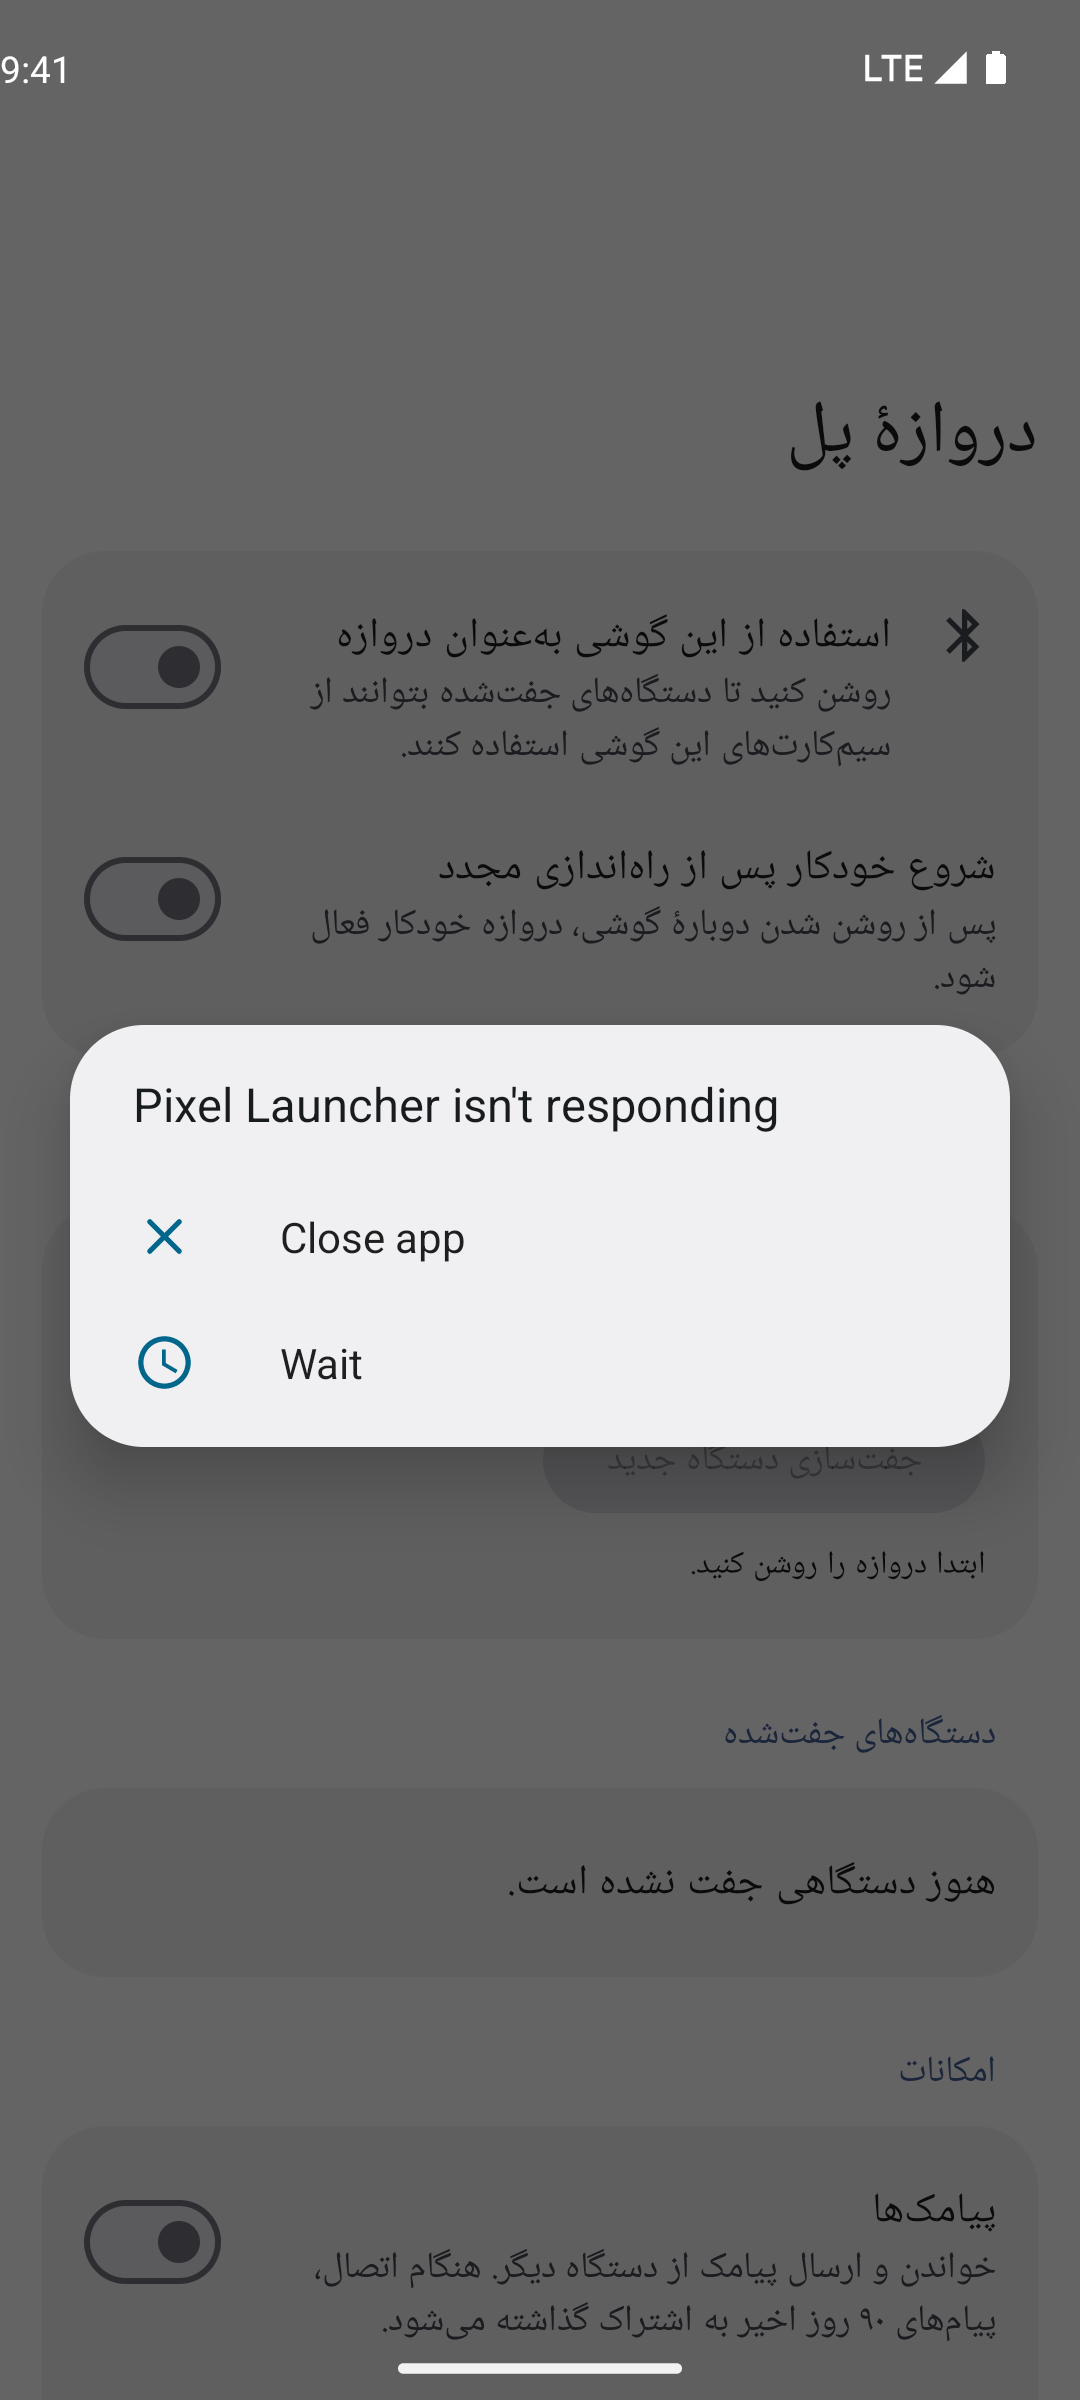 9:41
LTE
دروازهٔ پل
استفاده از این گوشی به‌عنوان دروازه
روشن کنید تا دستگاه‌های جفت‌شده بتوانند از
سیم‌کارت‌های این گوشی استفاده کنند.
شروع خودکار پس از راه‌اندازی مجدد
پس از روشن شدن دوبارهٔ گوشی، دروازه خودکار فعال
شود.
Pixel Launcher isn't responding
Close app
Wait
جفت‌سازی دستگاه جدید
ابتدا دروازه را روشن کنید.
دستگاه‌های جفت‌شده
هنوز دستگاهی جفت نشده است.
امکانات
پیامک‌ها
خواندن و ارسال پیامک از دستگاه دیگر. هنگام اتصال،
پیام‌های ۹۰ روز اخیر به اشتراک گذاشته می‌شود.